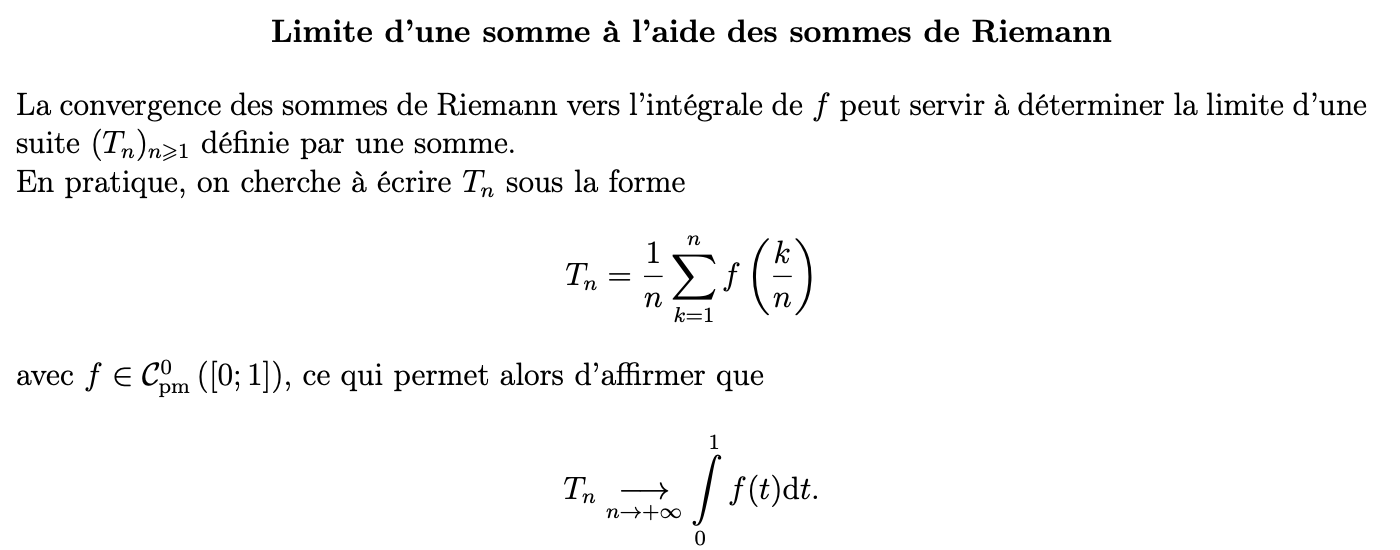 Limite d'une somme à l'aide des sommes de Riemann
La convergence des sommes de Riemann vers l'intégrale de $f$ peut servir à déterminer la limite d'une
suite $(T_n)_{n\geqslant 1}$ définie par une somme.
En pratique, on cherche à écrire $T_n$ sous la forme
$$T_n = \frac{1}{n} \sum_{k=1}^{n} f\left(\frac{k}{n}\right)$$
avec $f \in \mathcal{C}^0_{\text{pm}}([0;1])$, ce qui permet alors d'affirmer que
$$T_n \underset{n\to+\infty}{\longrightarrow} \int\limits_0^1 f(t)\mathrm{d}t.$$